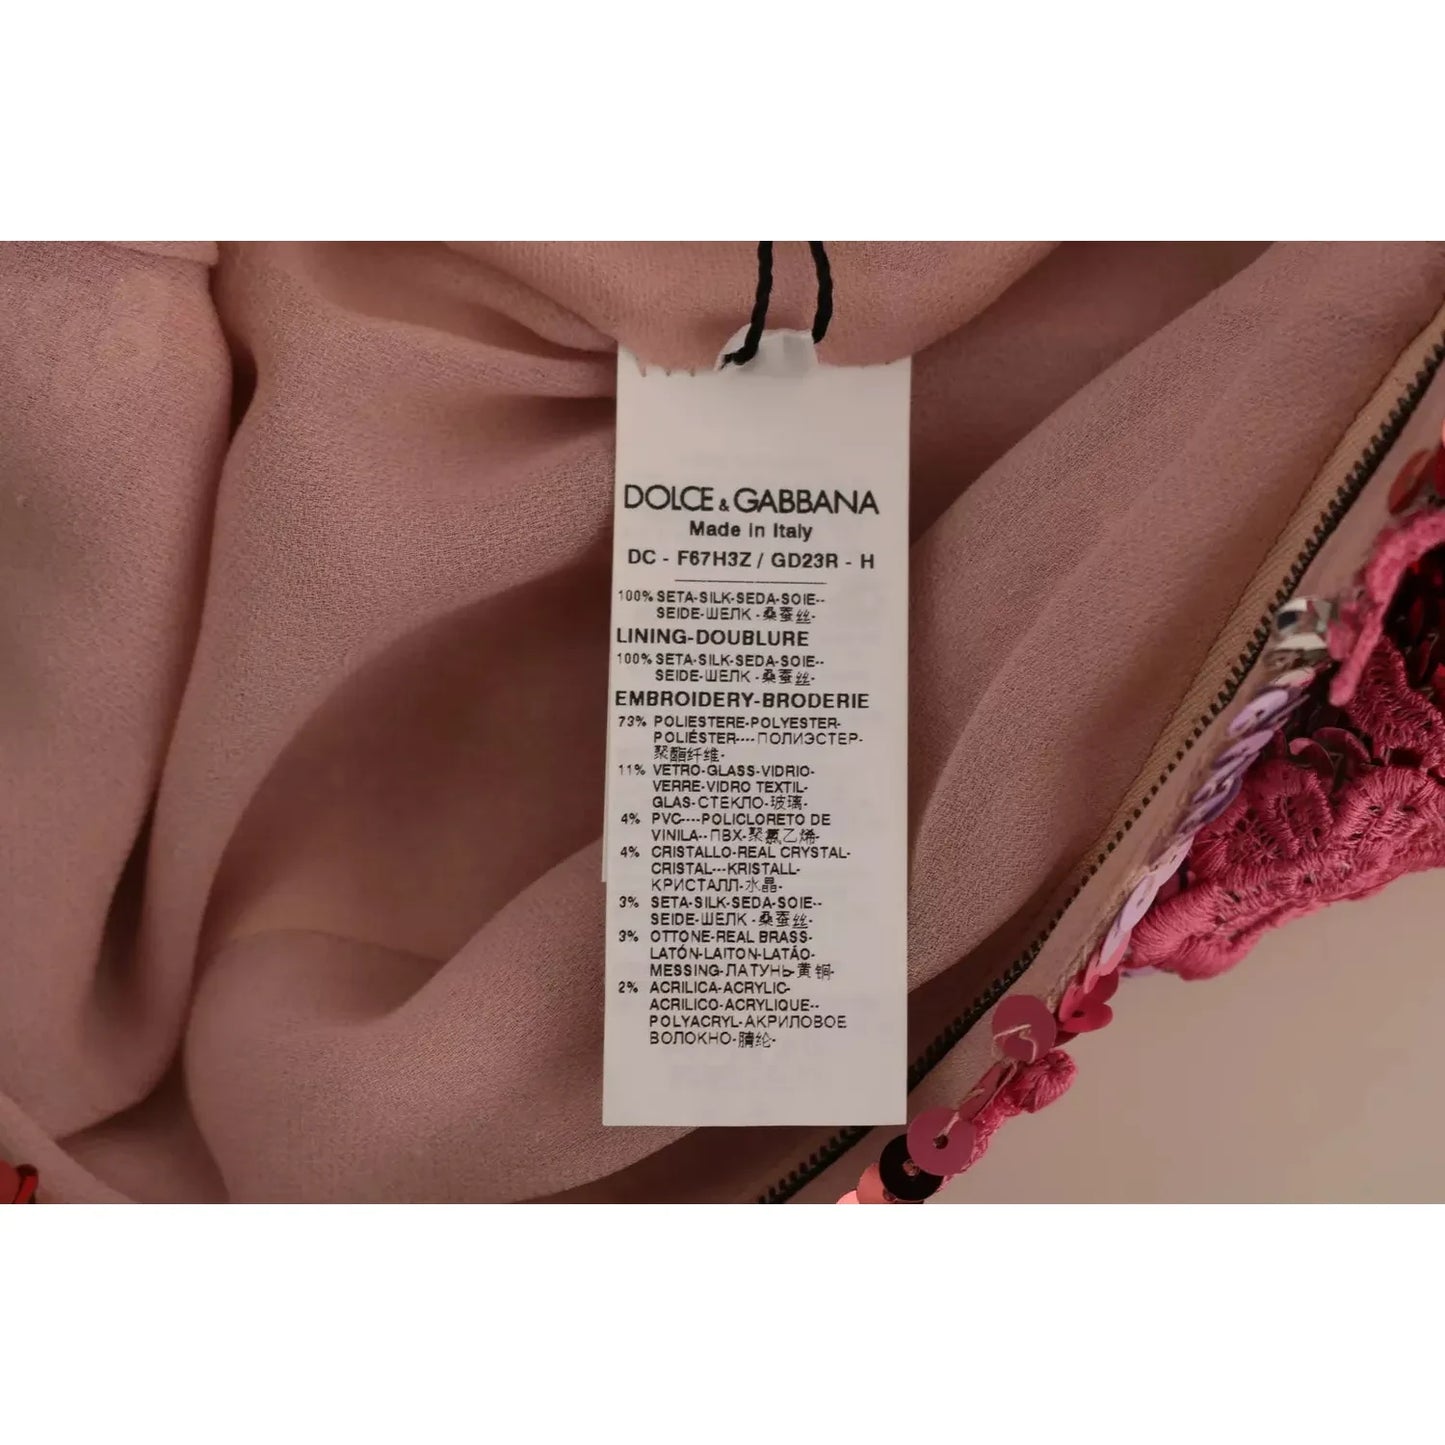 DOLCE & GABBANA
Made in Italy
DC - F67H3Z / GD23R - H
100% SETA-SILK-SEDA-SOIE--
SEIDE-ШЕЛК-桑蚕丝-
LINING-DOUBLURE
100% SETA-SILK-SEDA-SOIE--
SEIDE-ШЕЛК-桑蚕丝-
EMBROIDERY-BRODERIE
73% POLIESTERE-POLYESTER-
POLIÉSTER----ПОЛИЭСТЕР-
聚酯纤维-
11% VETRO-GLASS-VIDRIO-
VERRE-VIDRO TEXTIL-
GLAS-СТЕКЛО-玻璃-
4% PVC----POLICLORETO DE
VINILA--ПВХ-聚氯乙烯-
4% CRISTALLO-REAL CRYSTAL-
CRISTAL---KRISTALL-
КРИСТАЛЛ-水晶-
3% SETA-SILK-SEDA-SOIE--
SEIDE-ШЕЛК-桑蚕丝-
3% OTTONE-REAL BRASS-
LATÓN-LAITON-LATÃO-
MESSING-ЛАТУНЬ-黄铜-
2% ACRILICA-ACRYLIC-
ACRILICO-ACRYLIQUE--
POLYACRYL-АКРИЛОВОЕ
ВОЛОКНО-腈纶-